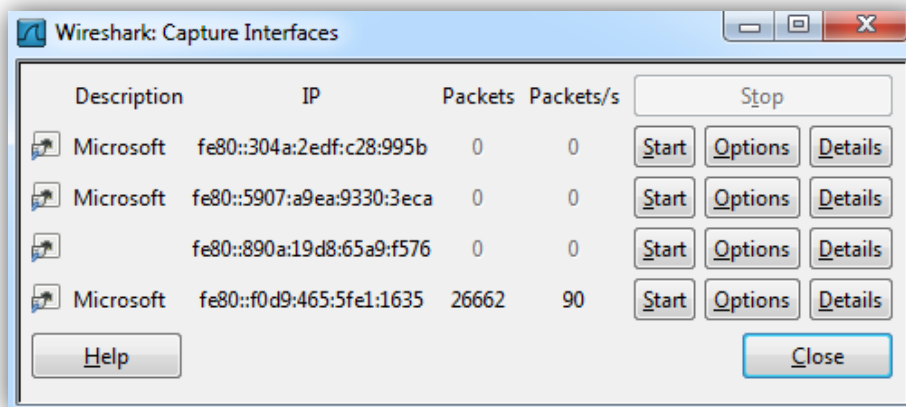 Wireshark: Capture Interfaces
Description IP Packets Packets/s Stop
Microsoft fe80::304a:2edf:c28:995b 0 0 Start Options Details
Microsoft fe80::5907:a9ea:9330:3eca 0 0 Start Options Details
fe80::890a:19d8:65a9:f576 0 0 Start Options Details
Microsoft fe80::f0d9:465:5fe1:1635 26662 90 Start Options Details
Help Close